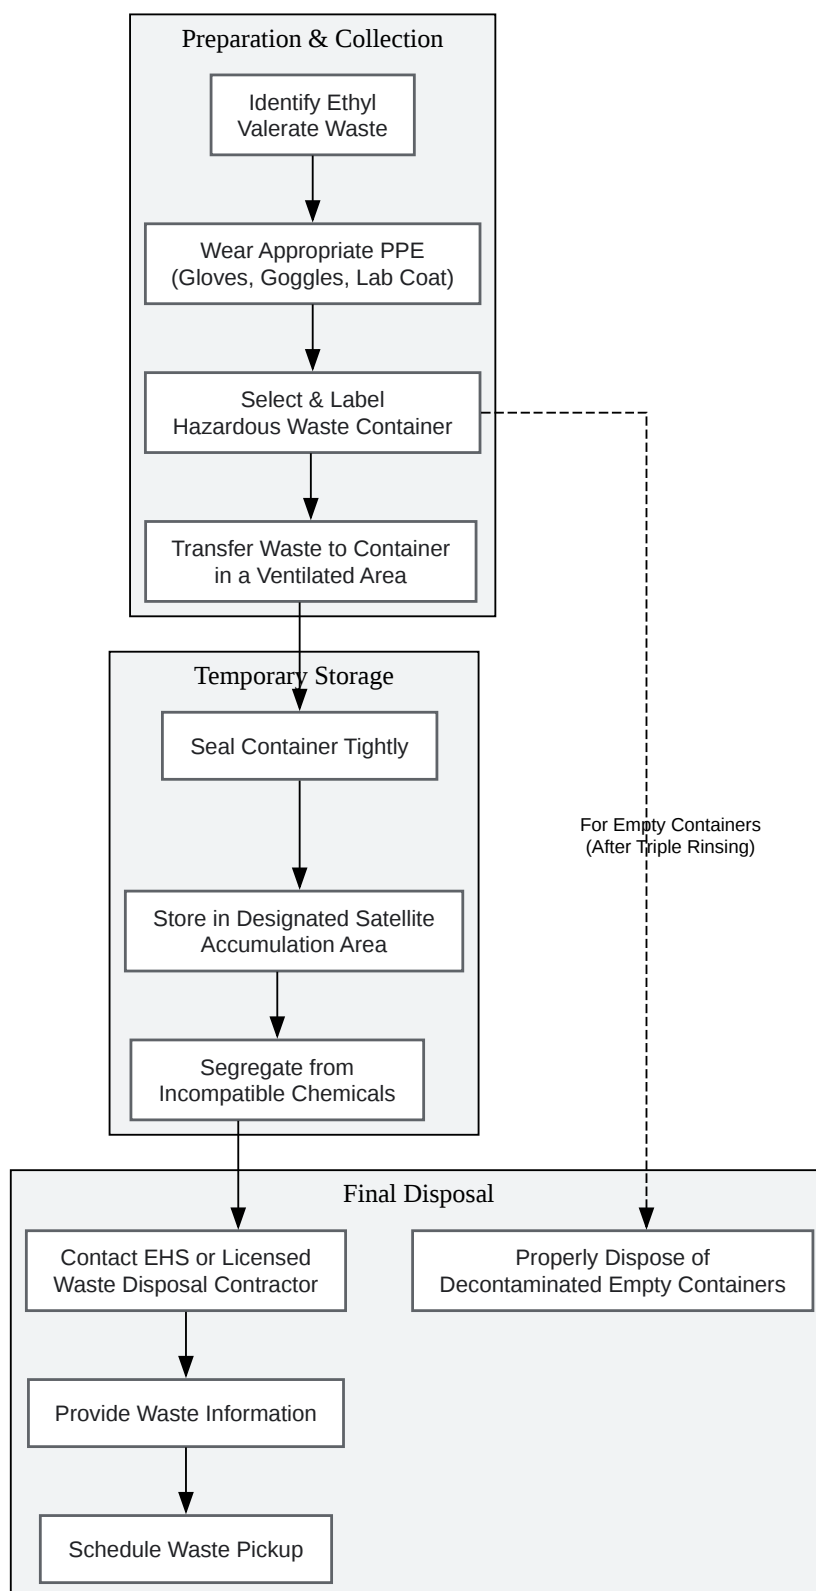 Preparation & Collection
Identify Ethyl
Valerate Waste
Wear Appropriate PPE
(Gloves, Goggles, Lab Coat)
Select & Label
Hazardous Waste Container
Transfer Waste to Container
in a Ventilated Area
Temporary Storage
Seal Container Tightly
For Empty Containers
(After Triple Rinsing)
Store in Designated Satellite
Accumulation Area
Segregate from
Incompatible Chemicals
Final Disposal
Contact EHS or Licensed
Waste Disposal Contractor
Properly Dispose of
Decontaminated Empty Containers
Provide Waste Information
Schedule Waste Pickup